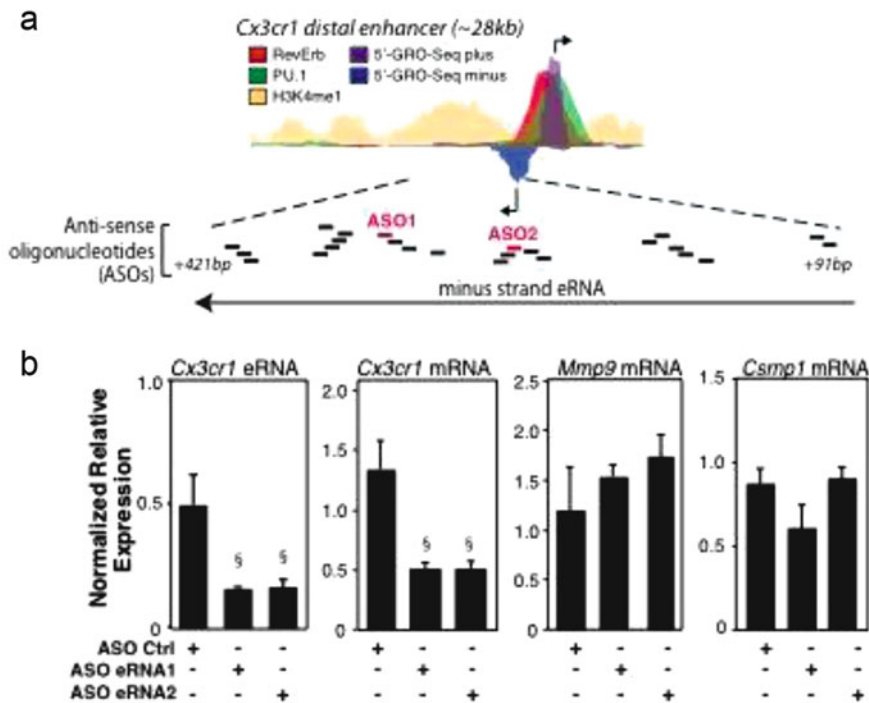 a
Cx3cr1 distal enhancer (~28kb)
RevErb
5'-GRO-Seq plus
PU.1
5'-GRO-Seq minus
H3K4me1
Anti-sense
oligonucleotides
(ASOs)
ASO1
ASO2
+421bp
+91bp
minus strand eRNA
b
Normalized Relative
Expression
Cx3cr1 eRNA
1.0
0.5
0
Cx3cr1 mRNA
2.0
1.5
1.0
0.5
0
Mmp9 mRNA
2.5
2.0
1.5
1.0
0.5
0
Csmp1 mRNA
1.5
1.0
0.5
0
§ §
§ §
ASO Ctrl + - - + - - + - - + - -
ASO eRNA1 - + - - + - - + - - + -
ASO eRNA2 - - + - - + - - + - - +